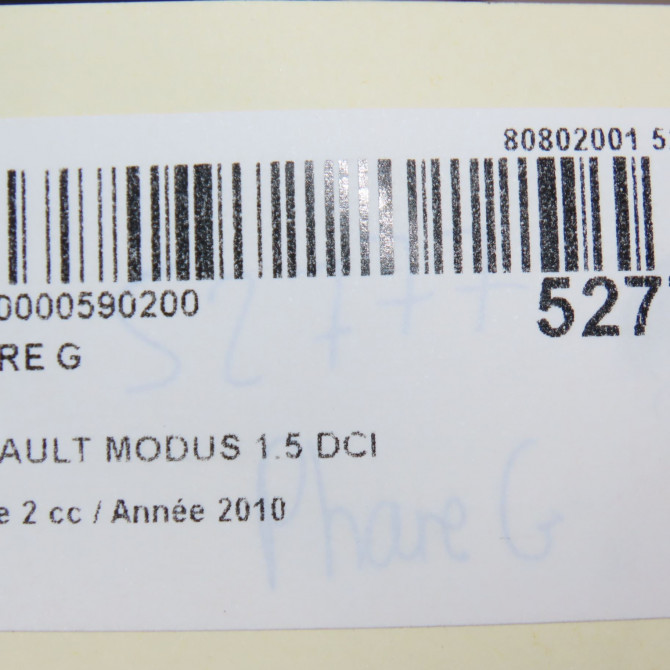 80802001 5
0000590200
527
RE G
AULT MODUS 1.5 DCI
e 2 cc / Année 2010
Phare G